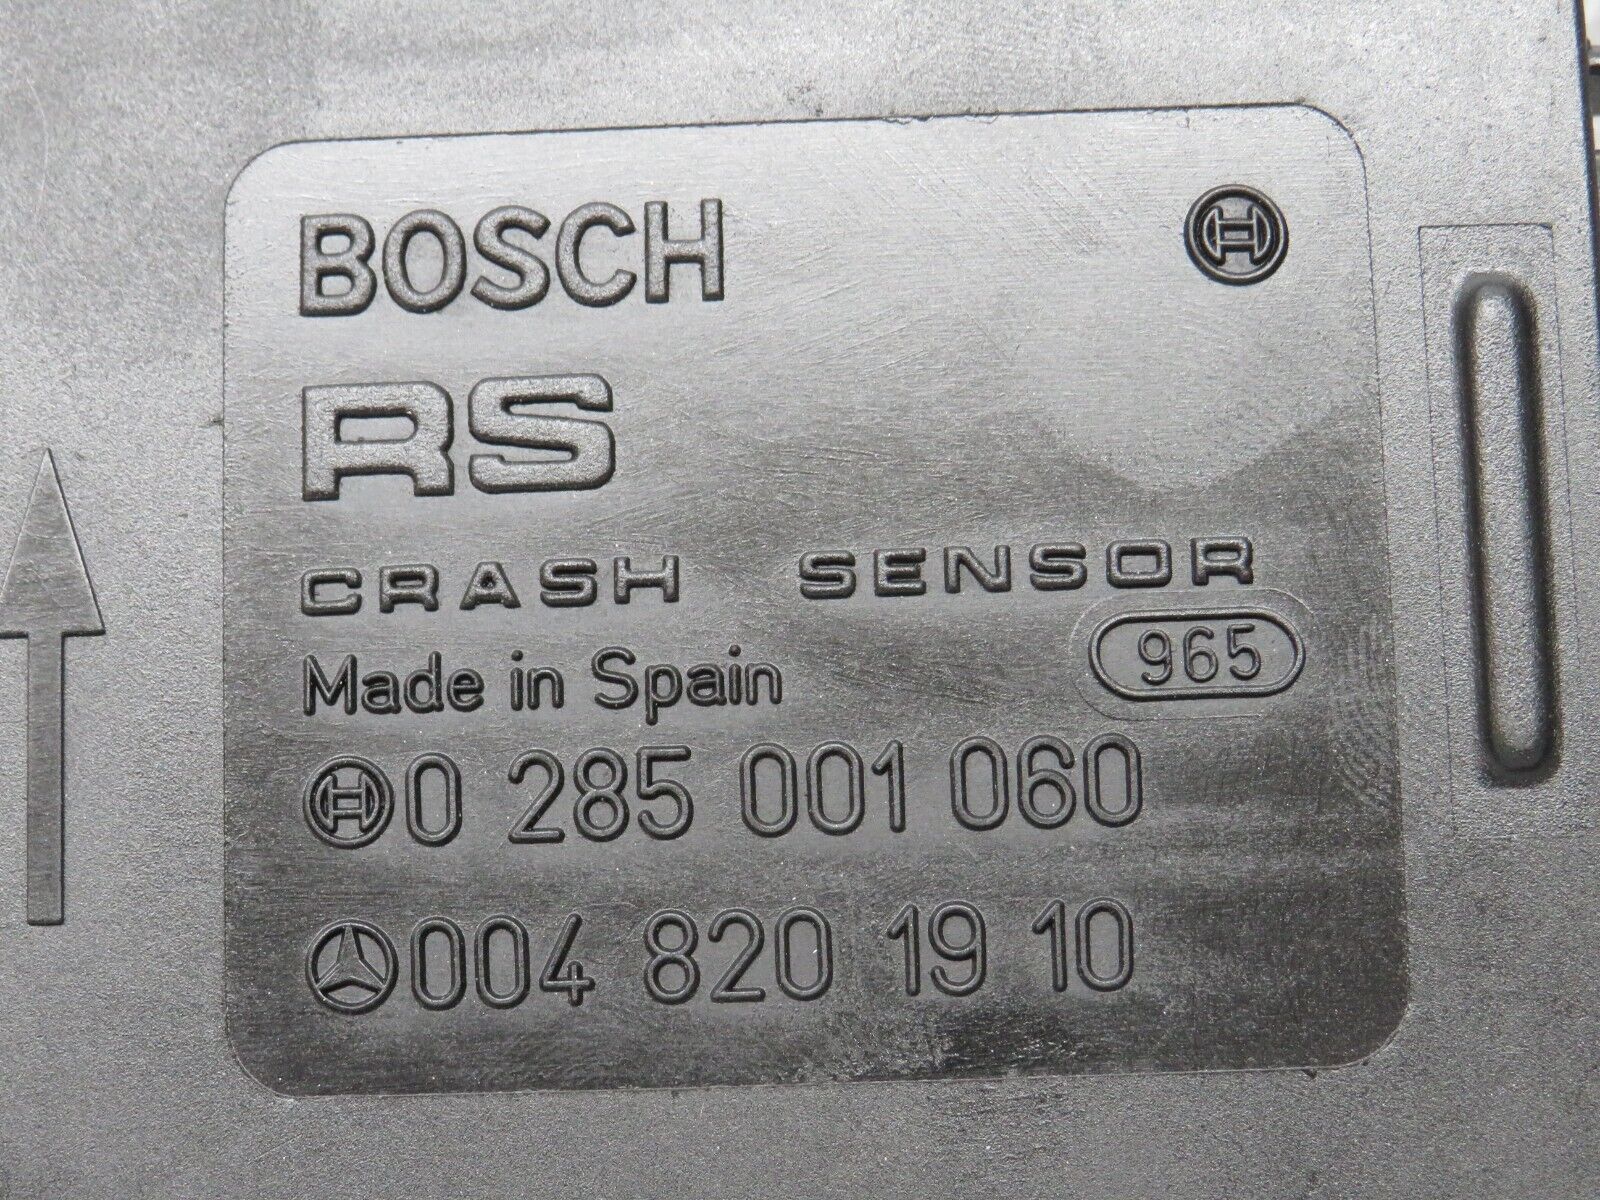 BOSCH
RS
CRASH SENSOR
Made in Spain 965
0 285 001 060
004 820 19 10